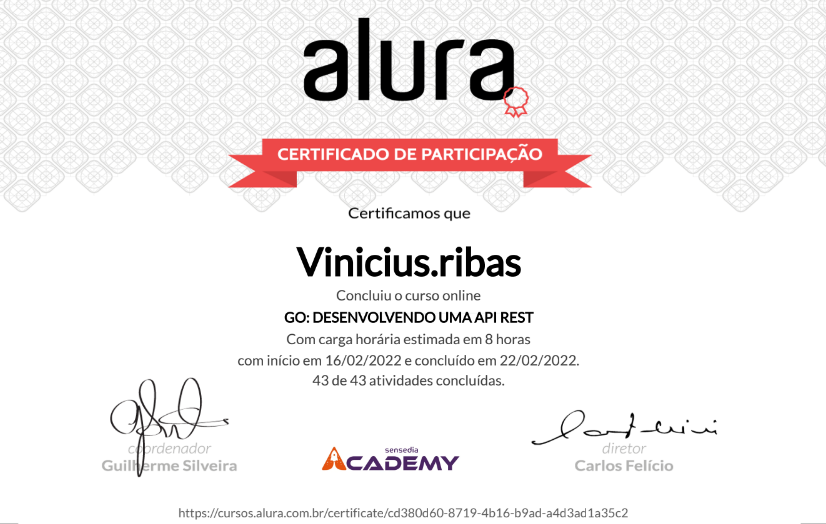 alura
CERTIFICADO DE PARTICIPAÇÃO
Certificamos que
Vinicius.ribas
Concluiu o curso online
GO: DESENVOLVENDO UMA API REST
Com carga horária estimada em 8 horas
com início em 16/02/2022 e concluído em 22/02/2022.
43 de 43 atividades concluídas.
coordenador
Guilherme Silveira
sensedia
ACADEMY
diretor
Carlos Felício
https://cursos.alura.com.br/certificate/cd380d60-8719-4b16-b9ad-a4d3ad1a35c2